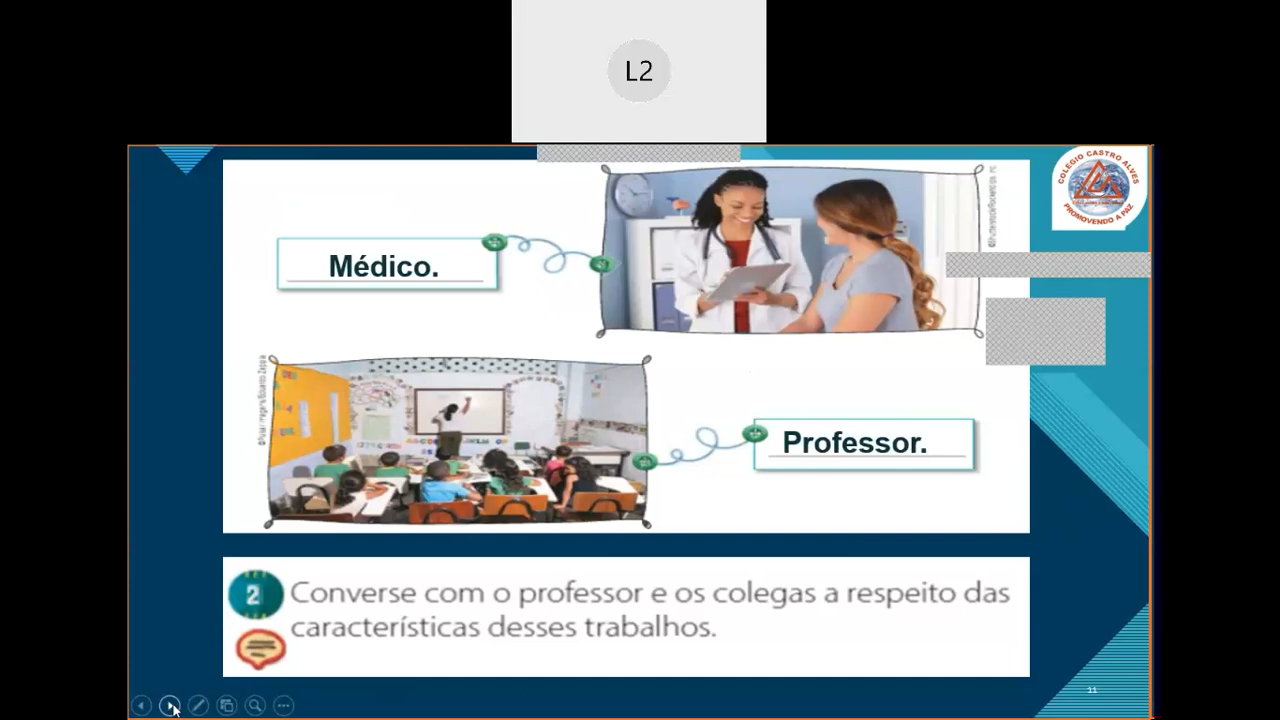 L2
COLÉGIO CASTRO ALVES
PROMOVENDO A PAZ
Médico.
Professor.
2
Converse com o professor e os colegas a respeito das
características desses trabalhos.
11